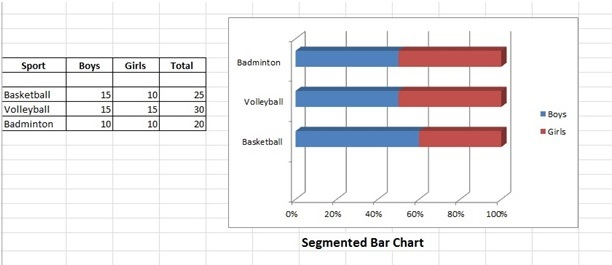 Sport Boys Girls Total
Basketball 15 10 25
Volleyball 15 15 30
Badminton 10 10 20
Badminton
Volleyball
Basketball
0% 20% 40% 60% 80% 100%
Boys
Girls
Segmented Bar Chart